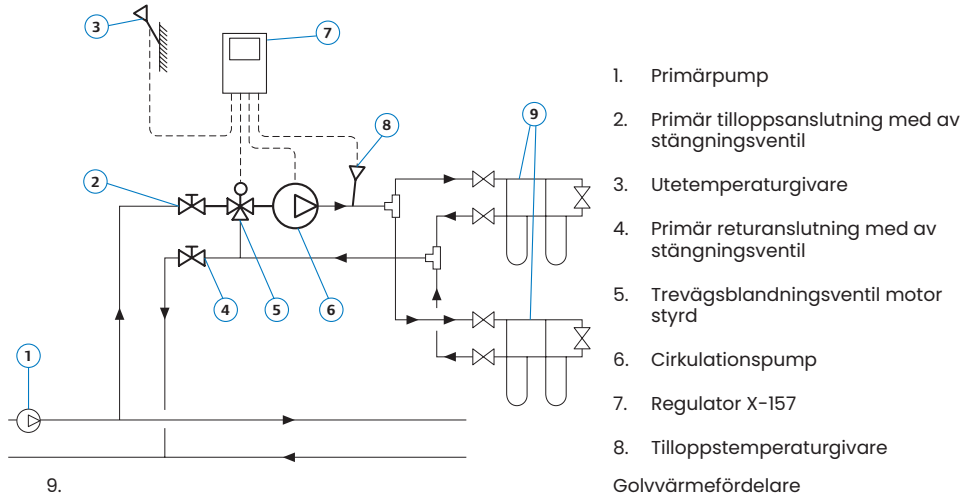 3
7
8
9
2
4
5
6
1
1. Primärpump
2. Primär tilloppsanslutning med av
stängningsventil
3. Utetemperaturgivare
4. Primär returanslutning med av
stängningsventil
5. Trevägsblandningsventil motor
styrd
6. Cirkulationspump
7. Regulator X-157
8. Tilloppstemperaturgivare
9. Golvvärmefördelare